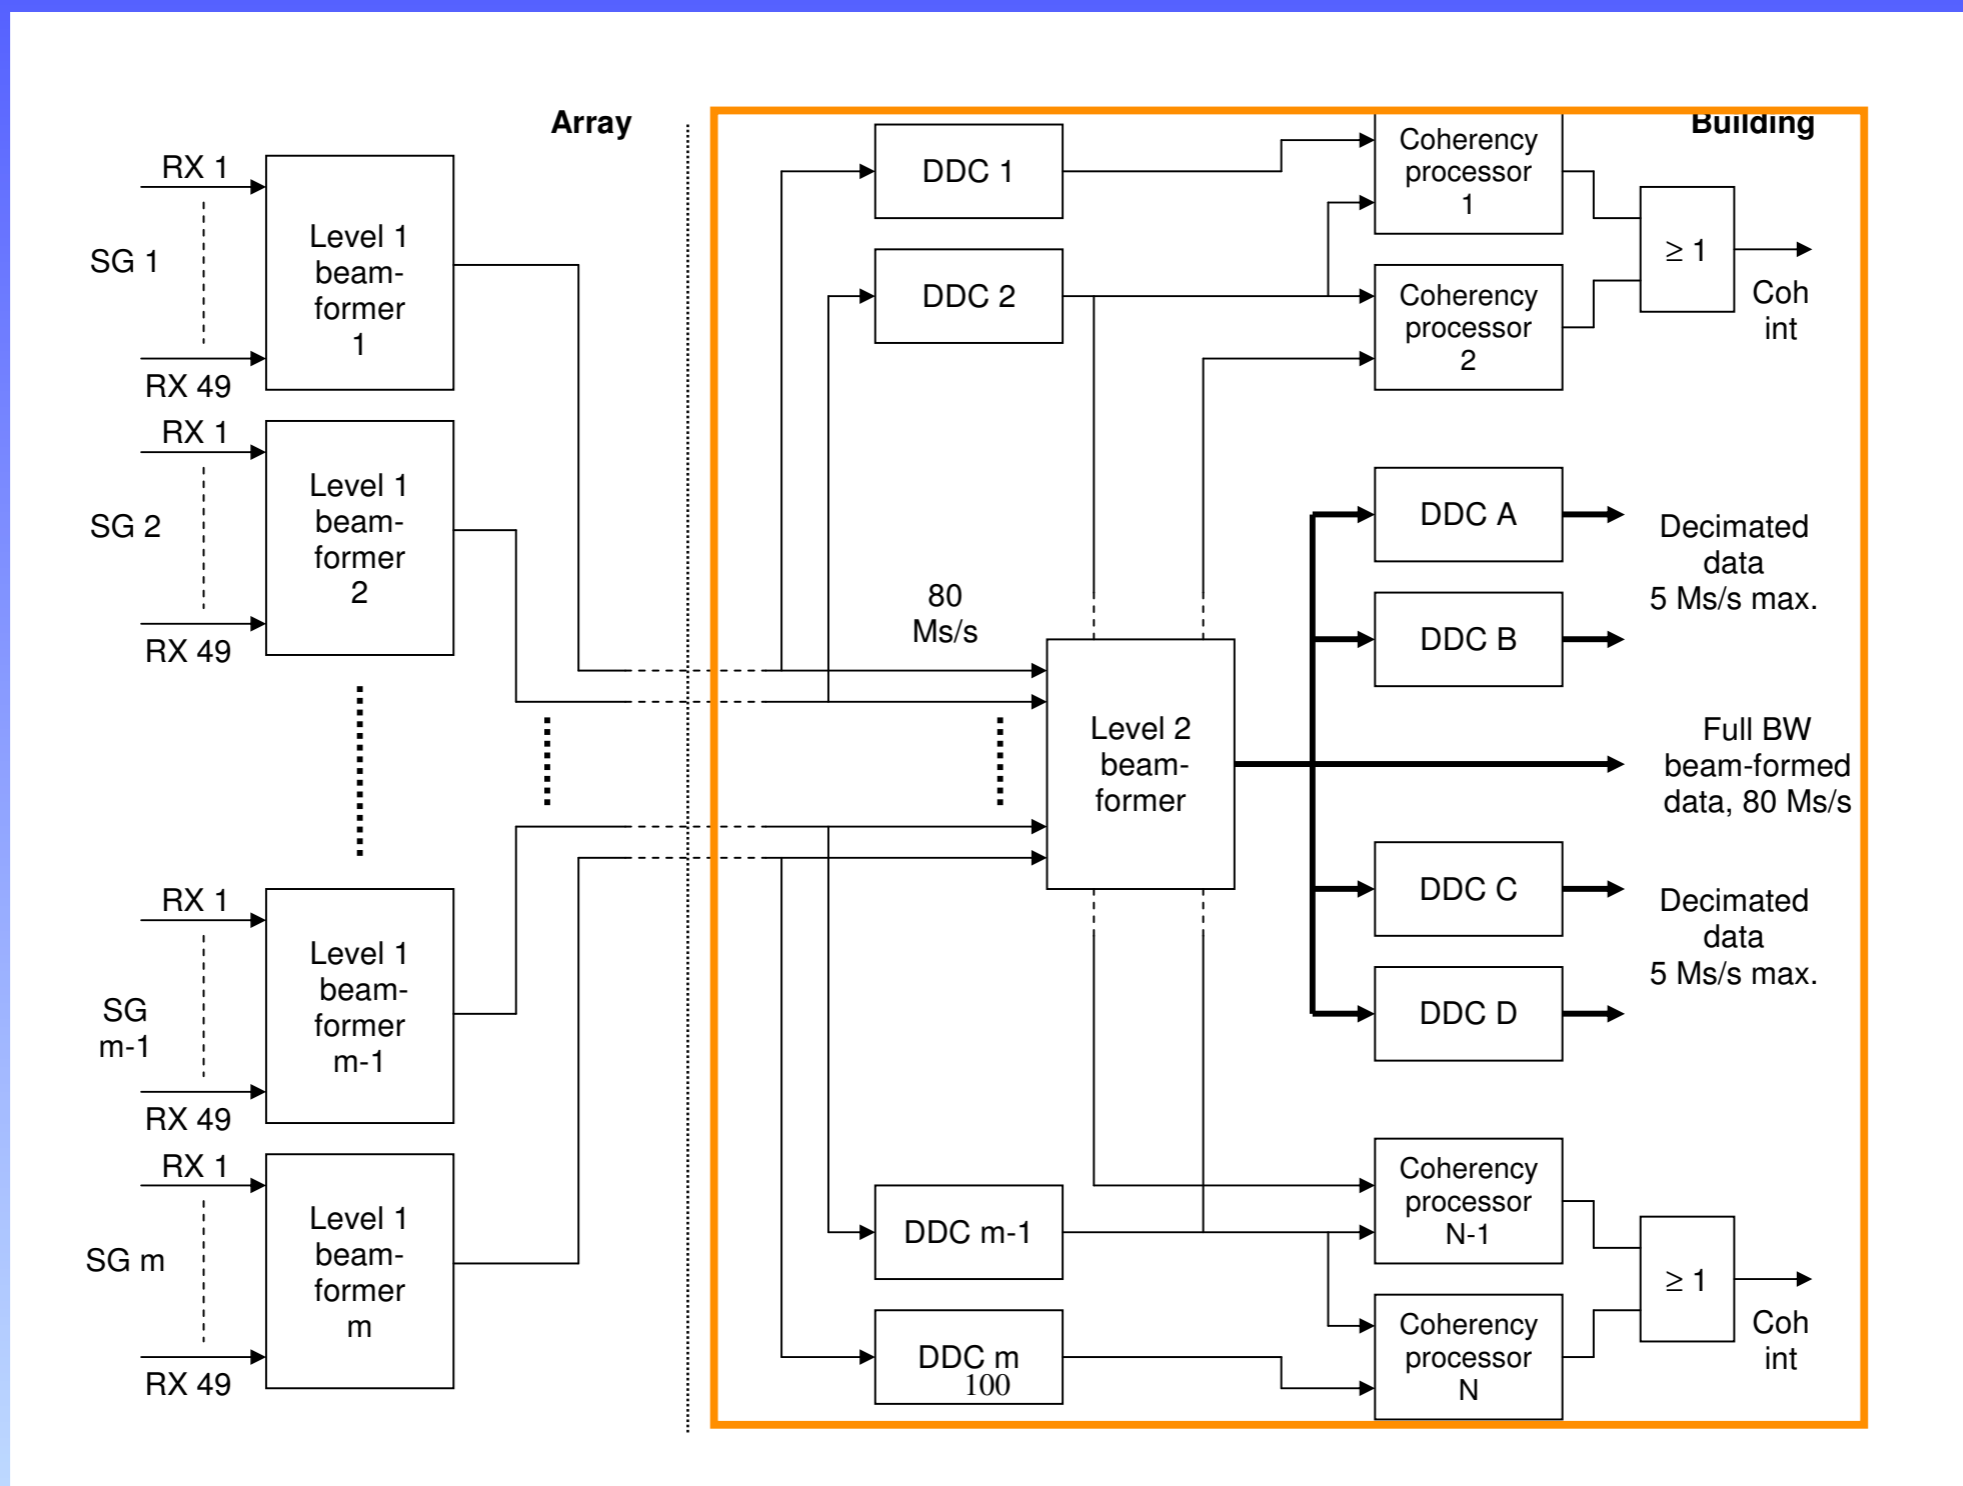 Array
Building
RX 1
SG 1
RX 49
Level 1
beam-
former
1
RX 1
SG 2
RX 49
Level 1
beam-
former
2
RX 1
SG
m-1
RX 49
Level 1
beam-
former
m-1
RX 1
SG m
RX 49
Level 1
beam-
former
m
DDC 1
DDC 2
80
Ms/s
Level 2
beam-
former
DDC m-1
DDC m
100
Coherency
processor
1
Coherency
processor
2
≥ 1
Coh
int
DDC A
DDC B
Decimated
data
5 Ms/s max.
Full BW
beam-formed
data, 80 Ms/s
DDC C
DDC D
Decimated
data
5 Ms/s max.
Coherency
processor
N-1
Coherency
processor
N
≥ 1
Coh
int